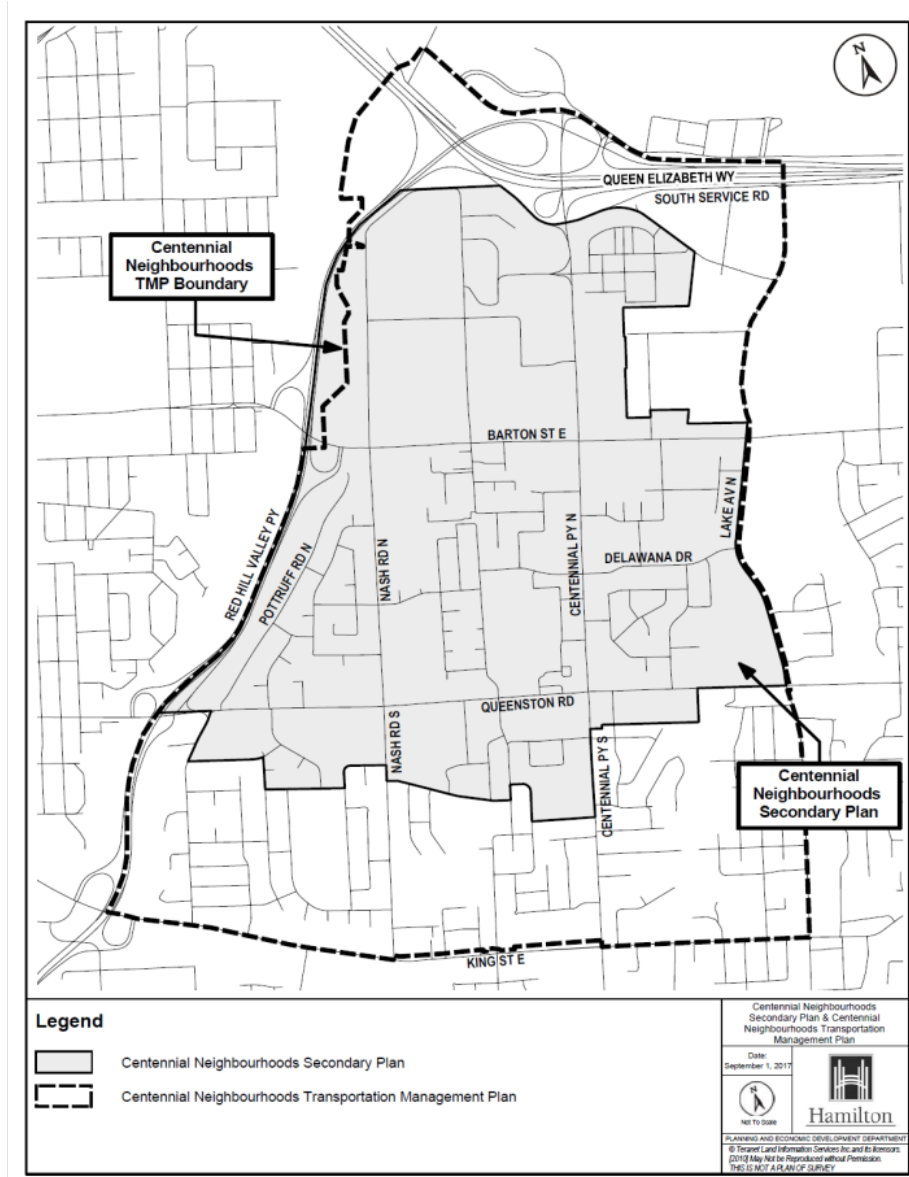 N
QUEEN ELIZABETH WY
SOUTH SERVICE RD
Centennial
Neighbourhoods
TMP Boundary
BARTON ST E
LAKE AV N
RED HILL VALLEY PY
POTTRUFF RD N
NASH RD N
CENTENNIAL PY N
DELAWANA DR
QUEENSTON RD
NASH RD S
CENTENNIAL PY S
Centennial
Neighbourhoods
Secondary Plan
KING ST E
Legend
Centennial Neighbourhoods Secondary Plan
Centennial Neighbourhoods Transportation Management Plan
Centennial Neighbourhoods
Secondary Plan & Centennial
Neighbourhoods Transportation
Management Plan
Date:
September 1, 2017
N
Not To Scale
Hamilton
PLANNING AND ECONOMIC DEVELOPMENT DEPARTMENT
© Teranet Land Information Services Inc. and its licensors.
[2010] May Not be Reproduced without Permission.
THIS IS NOT A PLAN OF SURVEY